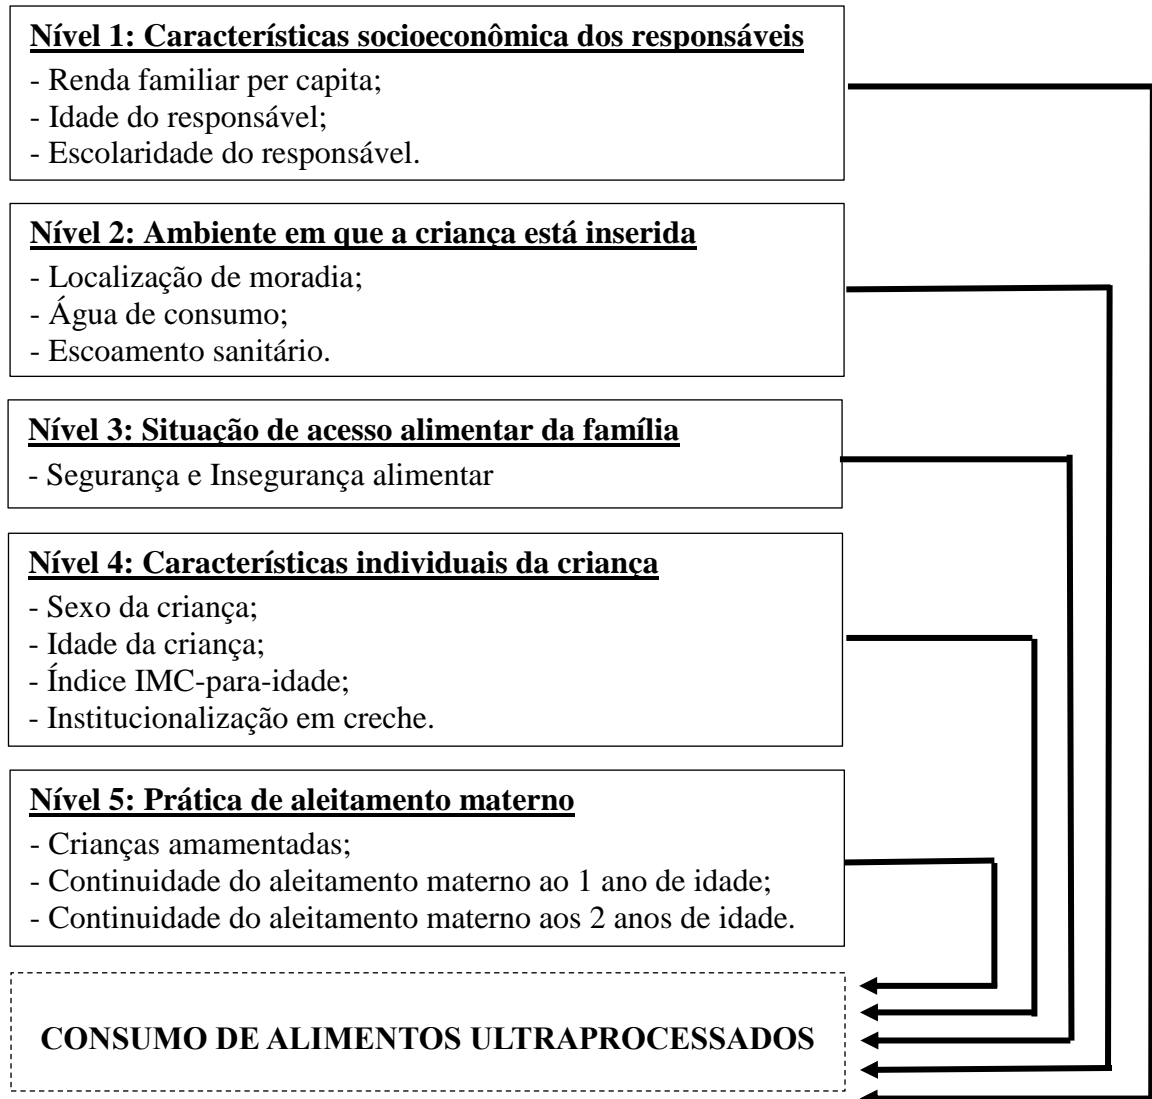 Nível 1: Características socioeconômica dos responsáveis
- Renda familiar per capita;
- Idade do responsável;
- Escolaridade do responsável.
Nível 2: Ambiente em que a criança está inserida
- Localização de moradia;
- Água de consumo;
- Escoamento sanitário.
Nível 3: Situação de acesso alimentar da família
- Segurança e Insegurança alimentar
Nível 4: Características individuais da criança
- Sexo da criança;
- Idade da criança;
- Índice IMC-para-idade;
- Institucionalização em creche.
Nível 5: Prática de aleitamento materno
- Crianças amamentadas;
- Continuidade do aleitamento materno ao 1 ano de idade;
- Continuidade do aleitamento materno aos 2 anos de idade.
CONSUMO DE ALIMENTOS ULTRAPROCESSADOS